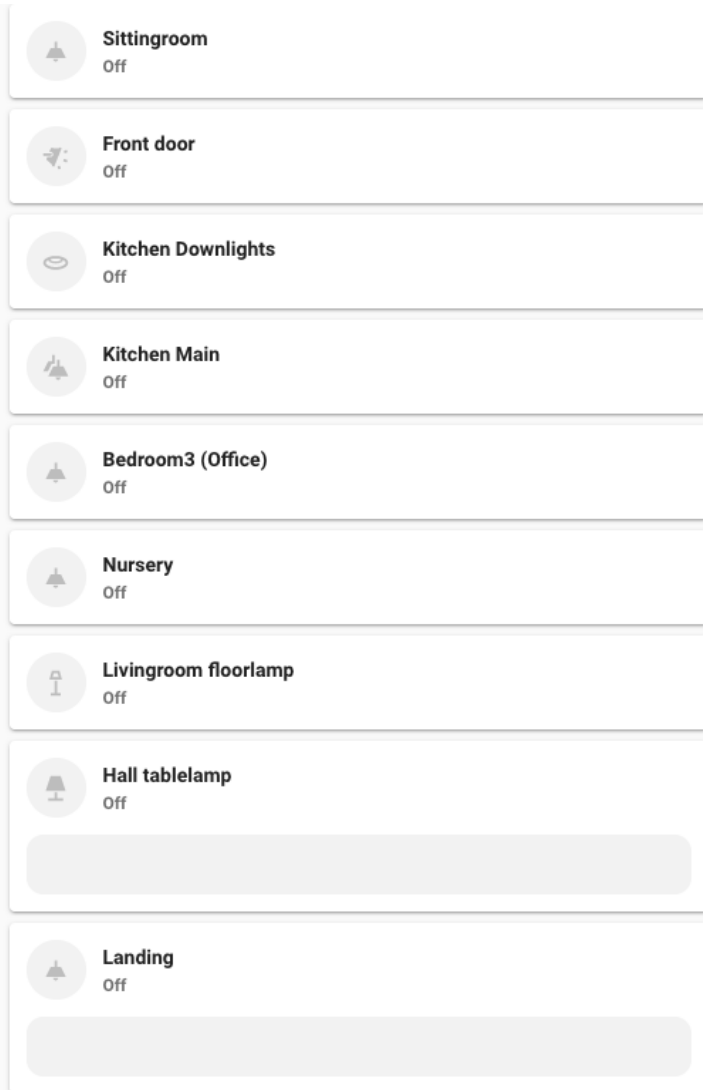 Sittingroom
Off
Front door
Off
Kitchen Downlights
Off
Kitchen Main
Off
Bedroom3 (Office)
Off
Nursery
Off
Livingroom floorlamp
Off
Hall tablelamp
Off
Landing
Off